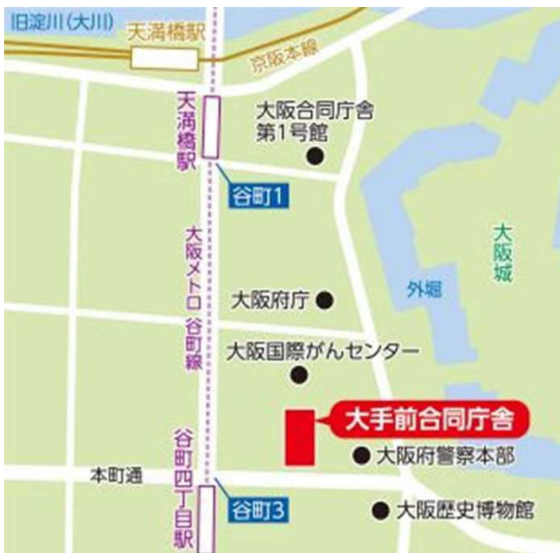 旧淀川(大川)
天満橋駅
京阪本線
天満橋駅
大阪合同庁舎
第1号館
谷町1
大阪メトロ 谷町線
大阪城
外堀
大阪府庁
大阪国際がんセンター
大手前合同庁舎
大阪府警察本部
谷町四丁目駅
本町通
谷町3
大阪歴史博物館